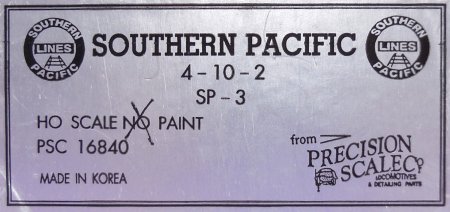 SOUTHERN LINES PACIFIC
SOUTHERN PACIFIC
SOUTHERN LINES PACIFIC
4-10-2
SP-3
HO SCALE NO PAINT
PSC 16840
MADE IN KOREA
from
PRECISION
SCALE CO
LOCOMOTIVES
& DETAILING PARTS